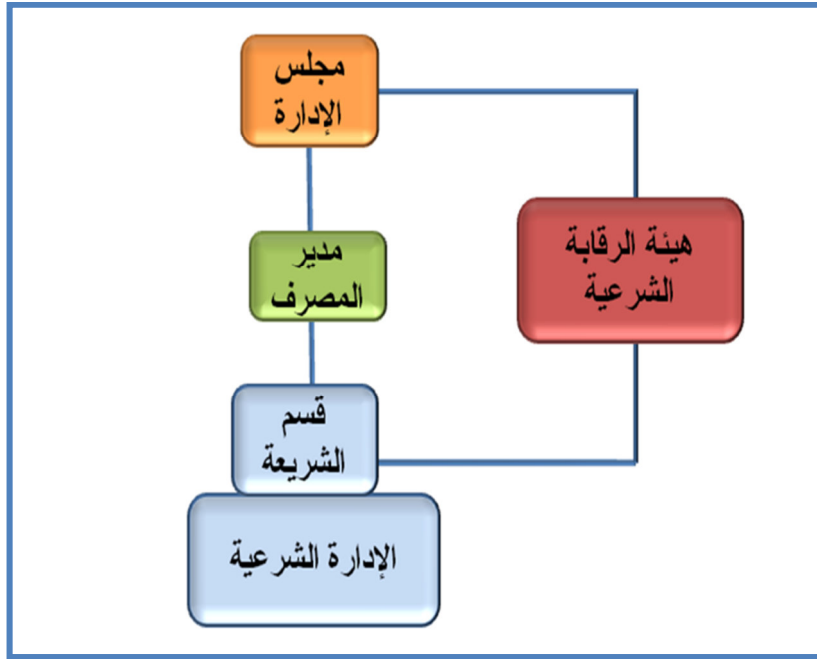 مجلس
الإدارة
هيئة الرقابة
الشرعية
مدير
المصرف
قسم
الشريعة
الإدارة الشرعية